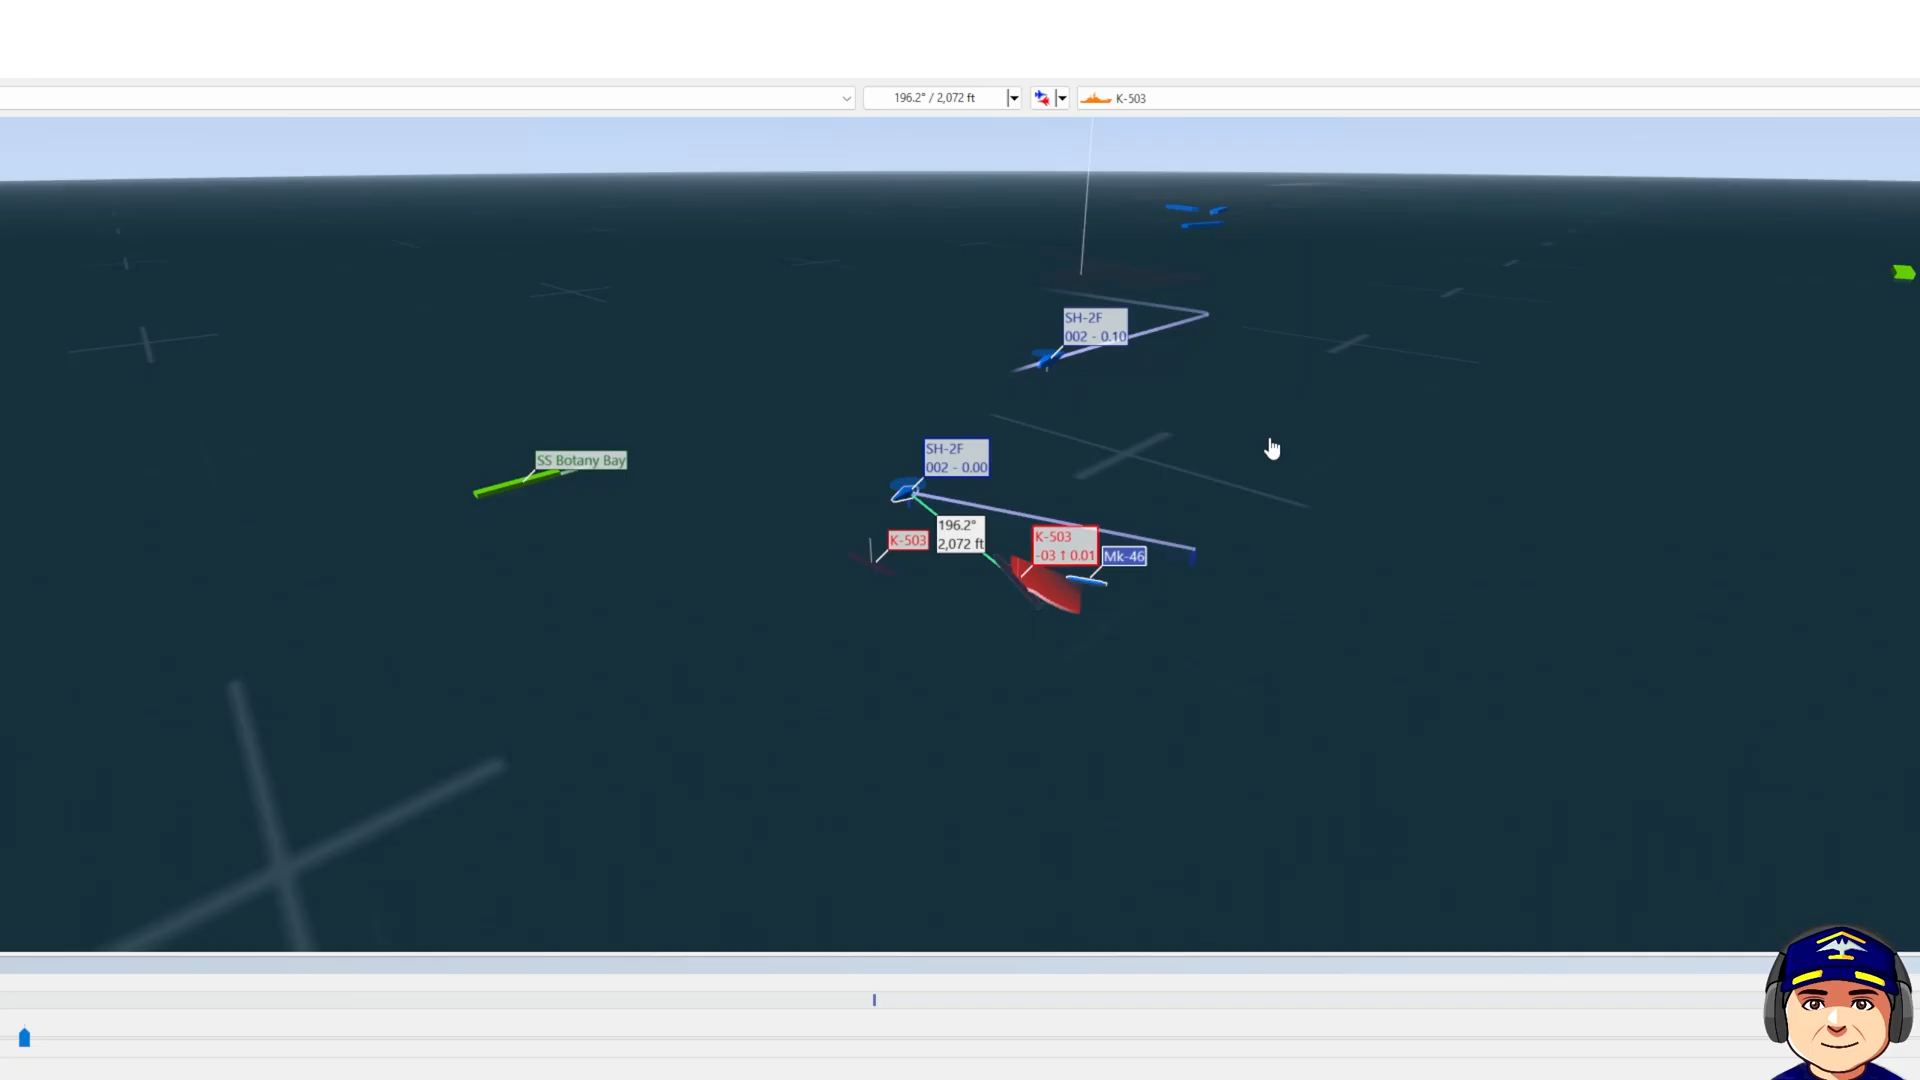 196.2° / 2,072 ft
K-503
SH-2F
002 - 0.10
SH-2F
002 - 0.00
SS Botany Bay
196.2°
2,072 ft
K-503
K-503
-03 ↑ 0.01
Mk-46